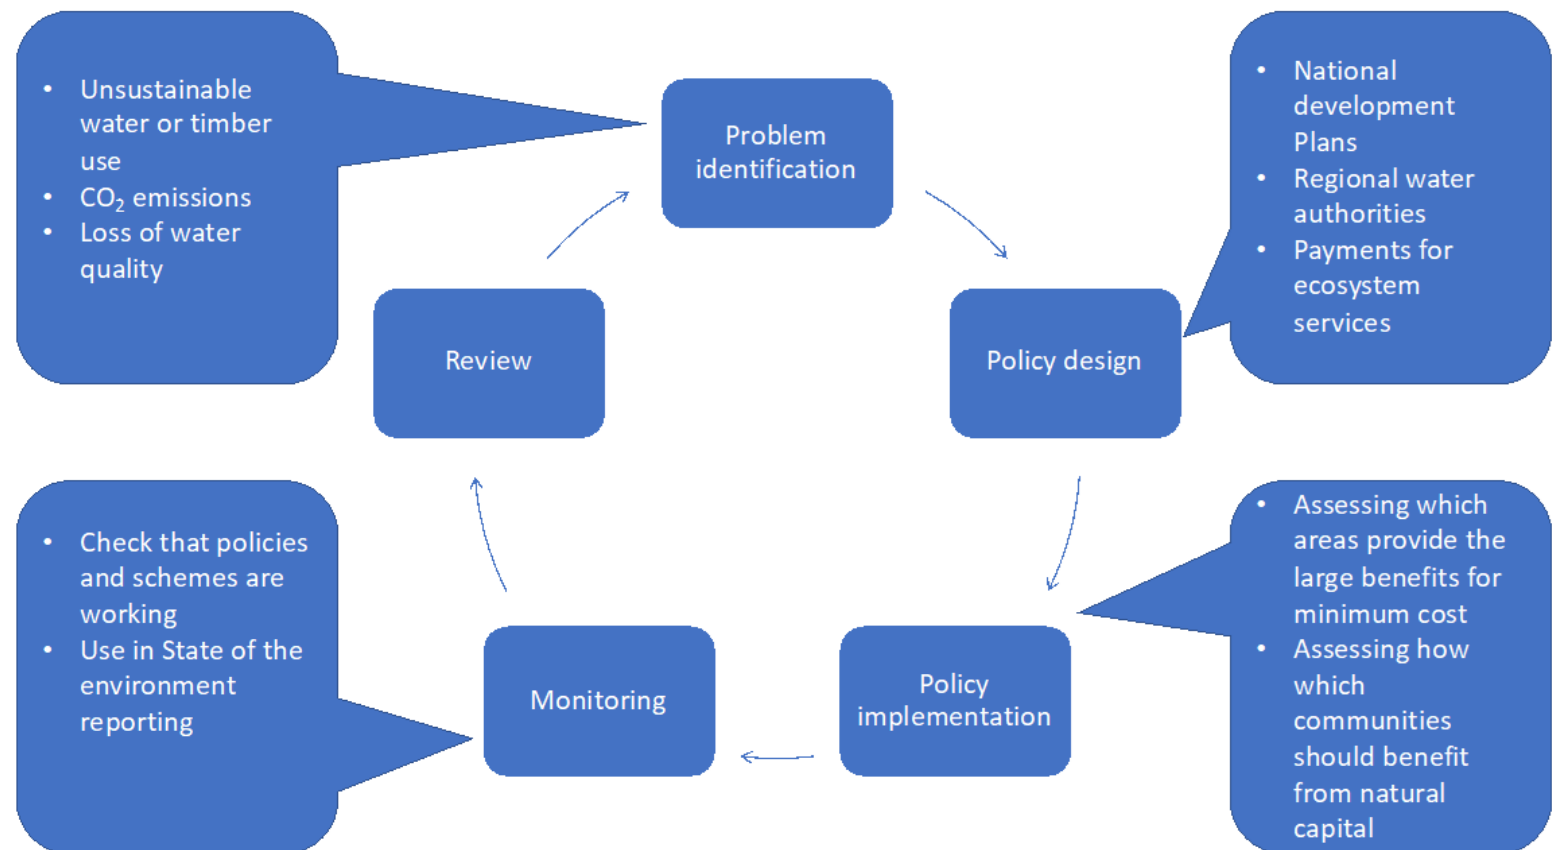 • Unsustainable
water or timber
use
• CO₂ emissions
• Loss of water
quality
Problem
identification
• National
development
Plans
• Regional water
authorities
• Payments for
ecosystem
services
Review
Policy design
• Check that policies
and schemes are
working
• Use in State of the
environment
reporting
Monitoring
Policy
implementation
• Assessing which
areas provide the
large benefits for
minimum cost
• Assessing how
which
communities
should benefit
from natural
capital